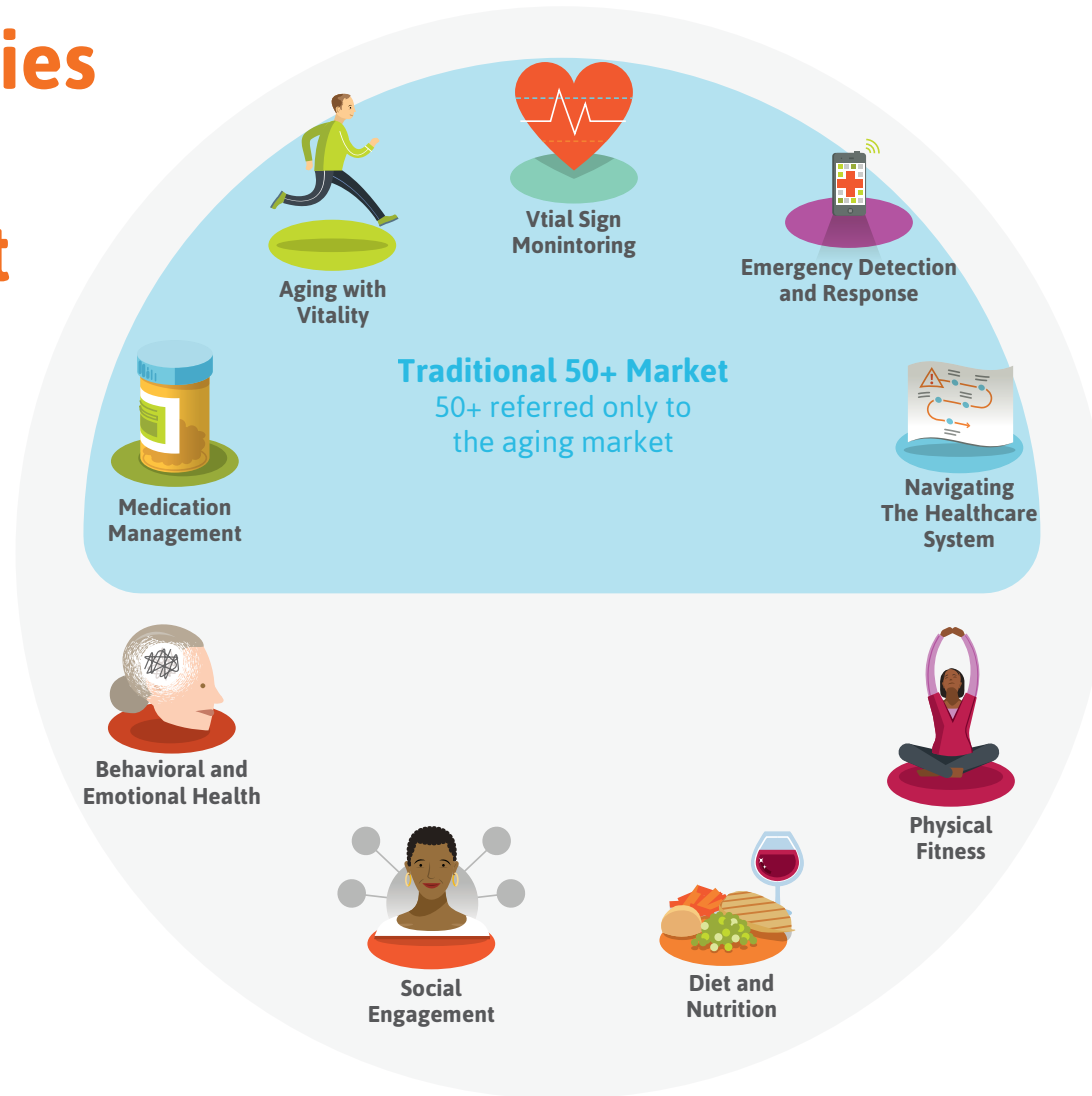 ies
t
Vtial Sign
Monintoring
Emergency Detection
and Response
Aging with
Vitality
Traditional 50+ Market
50+ referred only to
the aging market
Medication
Management
Navigating
The Healthcare
System
Behavioral and
Emotional Health
Physical
Fitness
Social
Engagement
Diet and
Nutrition